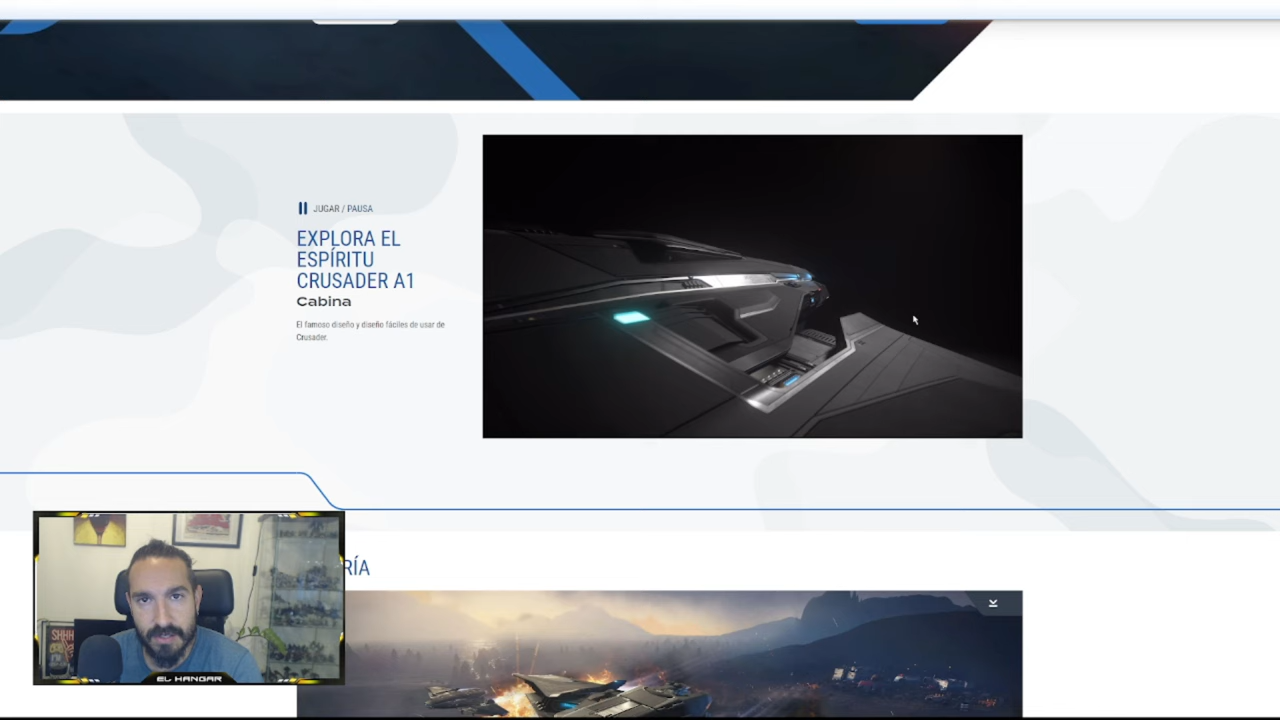 JUGAR / PAUSA
EXPLORA EL
ESPÍRITU
CRUSADER A1
Cabina
El famoso diseño y diseño fáciles de usar de
Crusader.
RÍA
SHHH
EL HANGAR